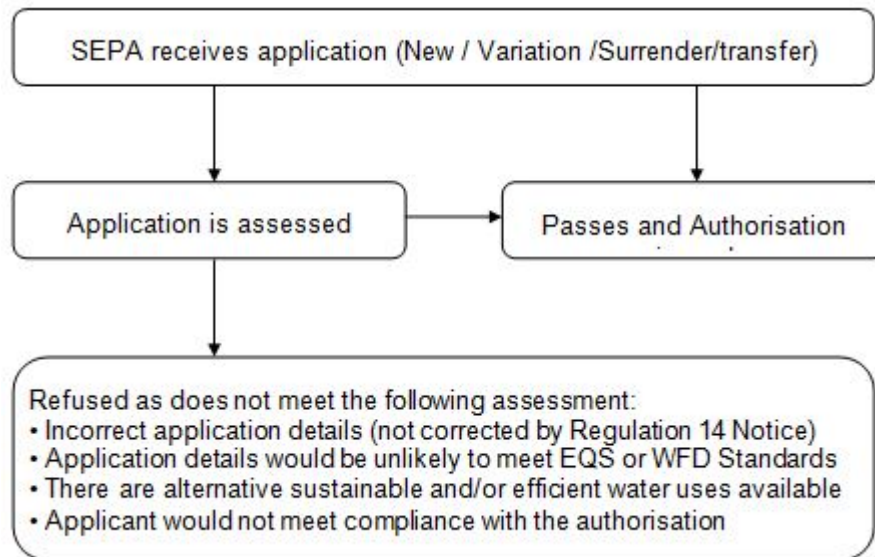 SEPA receives application (New / Variation /Surrender/transfer)
Application is assessed
Passes and Authorisation
Refused as does not meet the following assessment:
• Incorrect application details (not corrected by Regulation 14 Notice)
• Application details would be unlikely to meet EQS or WFD Standards
• There are alternative sustainable and/or efficient water uses available
• Applicant would not meet compliance with the authorisation